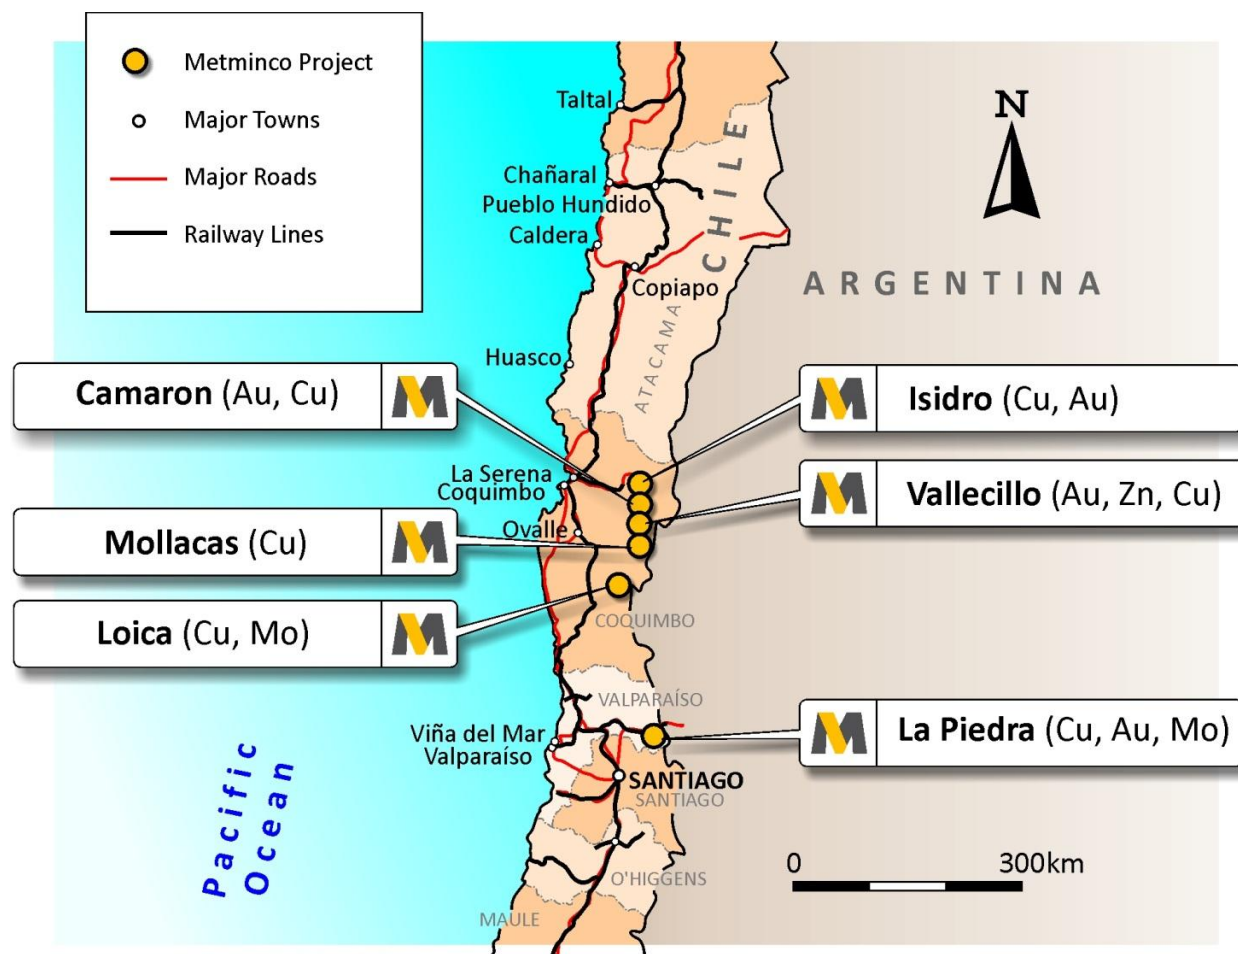 Metminco Project
Major Towns
Major Roads
Railway Lines
N
Taltal
Chañaral
Pueblo Hundido
Caldera
Copiapo
Huasco
CHILE
ARGENTINA
ATACAMA
Camaron (Au, Cu)
Isidro (Cu, Au)
La Serena
Coquimbo
Vallecillo (Au, Zn, Cu)
Mollacas (Cu)
Ovalle
Loica (Cu, Mo)
COQUIMBO
VALPARAÍSO
La Piedra (Cu, Au, Mo)
Viña del Mar
Valparaíso
SANTIAGO
SANTIAGO
Pacific
Ocean
0 300km
O'HIGGENS
MAULE